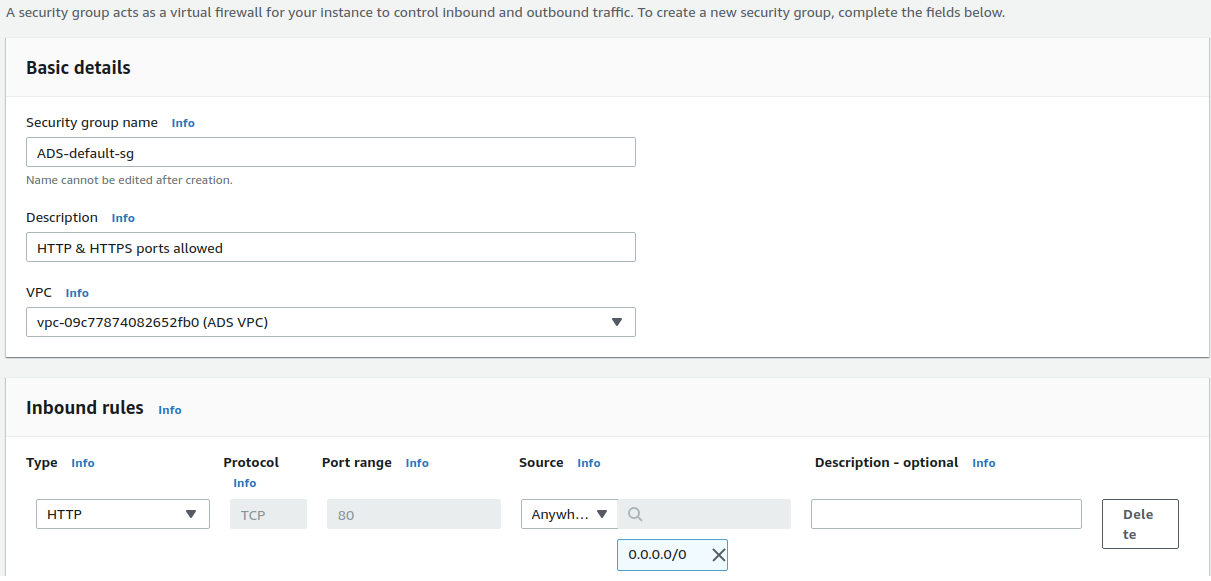 A security group acts as a virtual firewall for your instance to control inbound and outbound traffic. To create a new security group, complete the fields below.
Basic details
Security group name Info
ADS-default-sg
Name cannot be edited after creation.
Description Info
HTTP & HTTPS ports allowed
VPC Info
vpc-09c77874082652fb0 (ADS VPC)
Inbound rules Info
Type Info Protocol Port range Info Source Info Description - optional Info
Info
HTTP TCP 80 Anywh... Dele
te
0.0.0.0/0